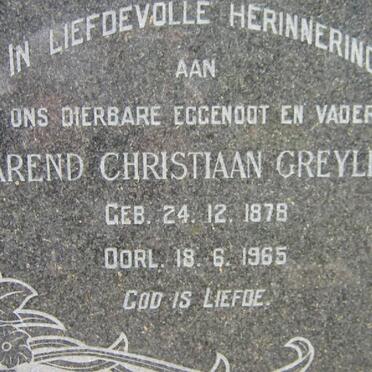 IN LIEFDEVOLLE HERINNERING
AAN
ONS DIERBARE EGGENOOT EN VADER
AREND CHRISTIAAN GREYL
GEB. 24. 12. 1878
OORL. 18. 6. 1965
GOD IS LIEFDE.